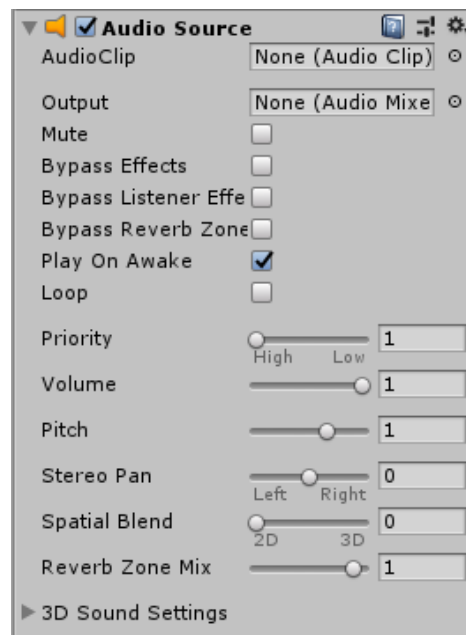 Audio Source
AudioClip None (Audio Clip)
Output None (Audio Mixe
Mute
Bypass Effects
Bypass Listener Effe
Bypass Reverb Zone
Play On Awake
Loop
Priority 1
High Low
Volume 1
Pitch 1
Stereo Pan 0
Left Right
Spatial Blend 0
2D 3D
Reverb Zone Mix 1
3D Sound Settings